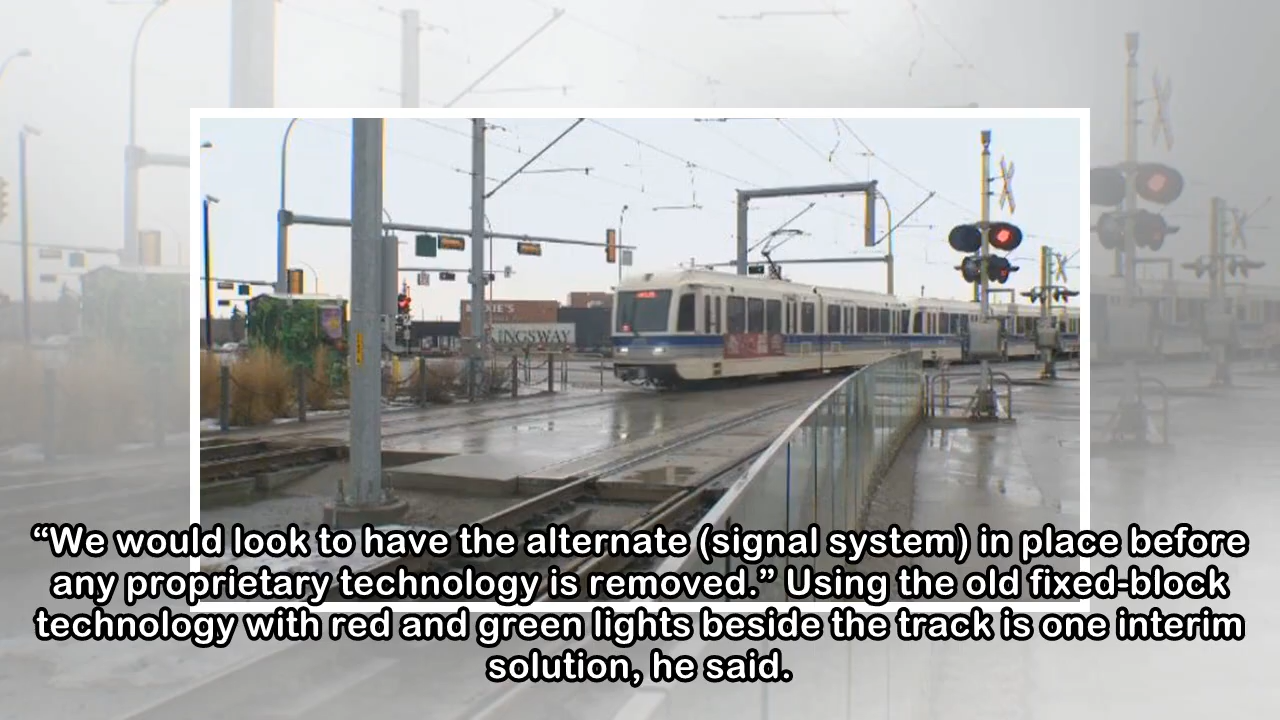 KINGSWAY
“We would look to have the alternate (signal system) in place before
any proprietary technology is removed.” Using the old fixed-block
technology with red and green lights beside the track is one interim
solution, he said.